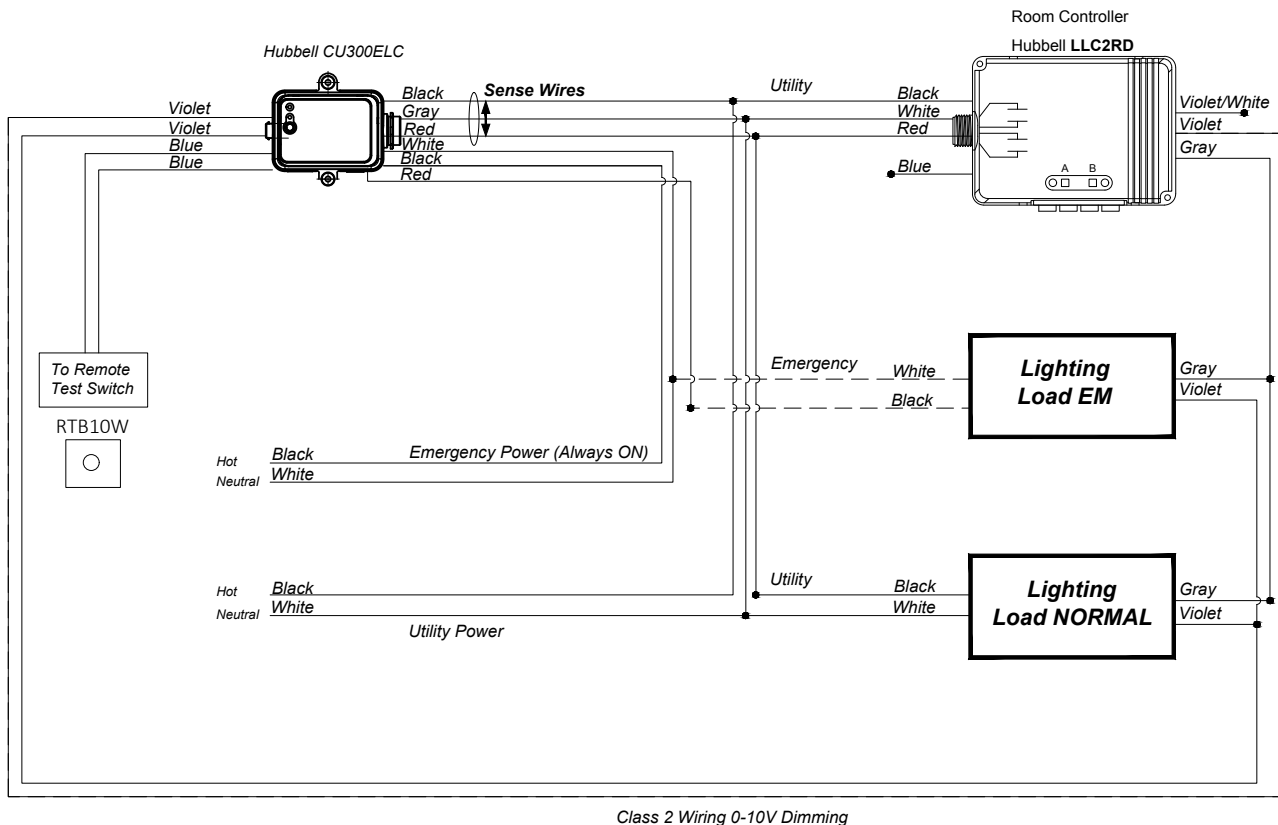 Room Controller
Hubbell LLC2RD
Hubbell CU300ELC
Violet
Violet
Blue
Blue
Black
Gray
Red
White
Black
Red
Sense Wires
Utility
Black
White
Red
Blue
A B
Violet/White
Violet
Gray
To Remote
Test Switch
RTB10W
Emergency
White
Black
Lighting
Load EM
Gray
Violet
Hot Black Emergency Power (Always ON)
Neutral White
Hot Black
Neutral White
Utility Power
Utility
Black
White
Lighting
Load NORMAL
Gray
Violet
Class 2 Wiring 0-10V Dimming